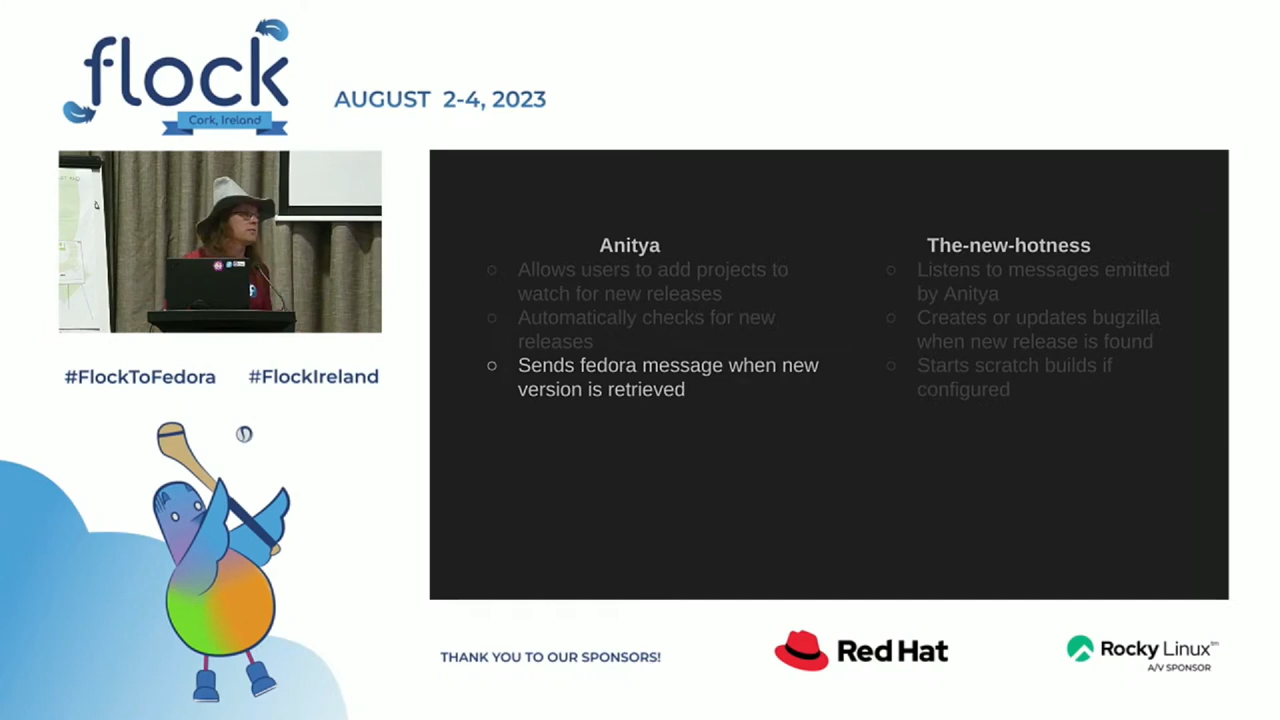 flock
Cork, Ireland
AUGUST 2-4, 2023
Anitya
○ Allows users to add projects to
watch for new releases
○ Automatically checks for new
releases
○ Sends fedora message when new
version is retrieved
The-new-hotness
○ Listens to messages emitted
by Anitya
○ Creates or updates bugzilla
when new release is found
○ Starts scratch builds if
configured
#FlockToFedora #FlockIreland
THANK YOU TO OUR SPONSORS!
Red Hat
Rocky Linux™
A/V SPONSOR